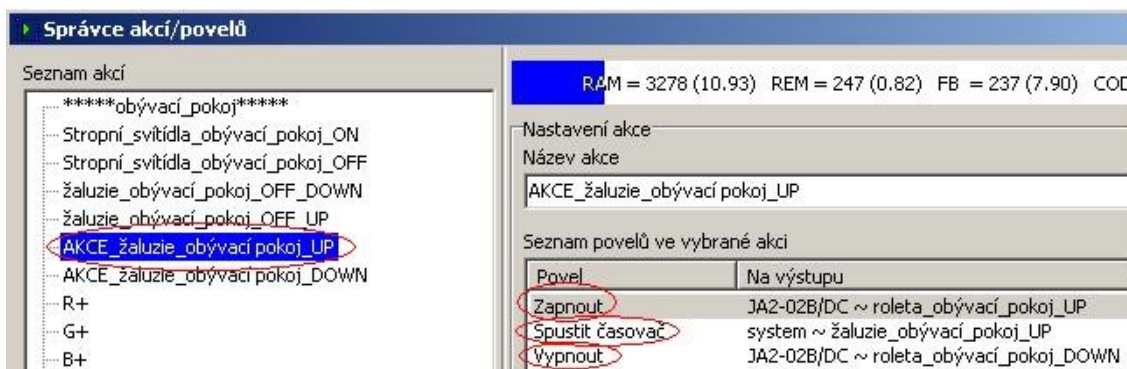 Správce akcí/povelů
Seznam akcí
*****obývací_pokoj*****
Stropní_svítídla_obývací_pokoj_ON
Stropní_svítídla_obývací_pokoj_OFF
žaluzie_obývací_pokoj_OFF_DOWN
žaluzie_obývací_pokoj_OFF_UP
AKCE_žaluzie_obývací pokoj_UP
AKCE_žaluzie_obývací pokoj_DOWN
R+
G+
B+
RAM = 3278 (10.93) REM = 247 (0.82) FB = 237 (7.90) COD
Nastavení akce
Název akce
AKCE_žaluzie_obývací pokoj_UP
Seznam povelů ve vybrané akci
Povel Na výstupu
Zapnout JA2-02B/DC ~ roleta_obývací_pokoj_UP
Spustit časovač system ~ žaluzie_obývací_pokoj_UP
Vypnout JA2-02B/DC ~ roleta_obývací_pokoj_DOWN